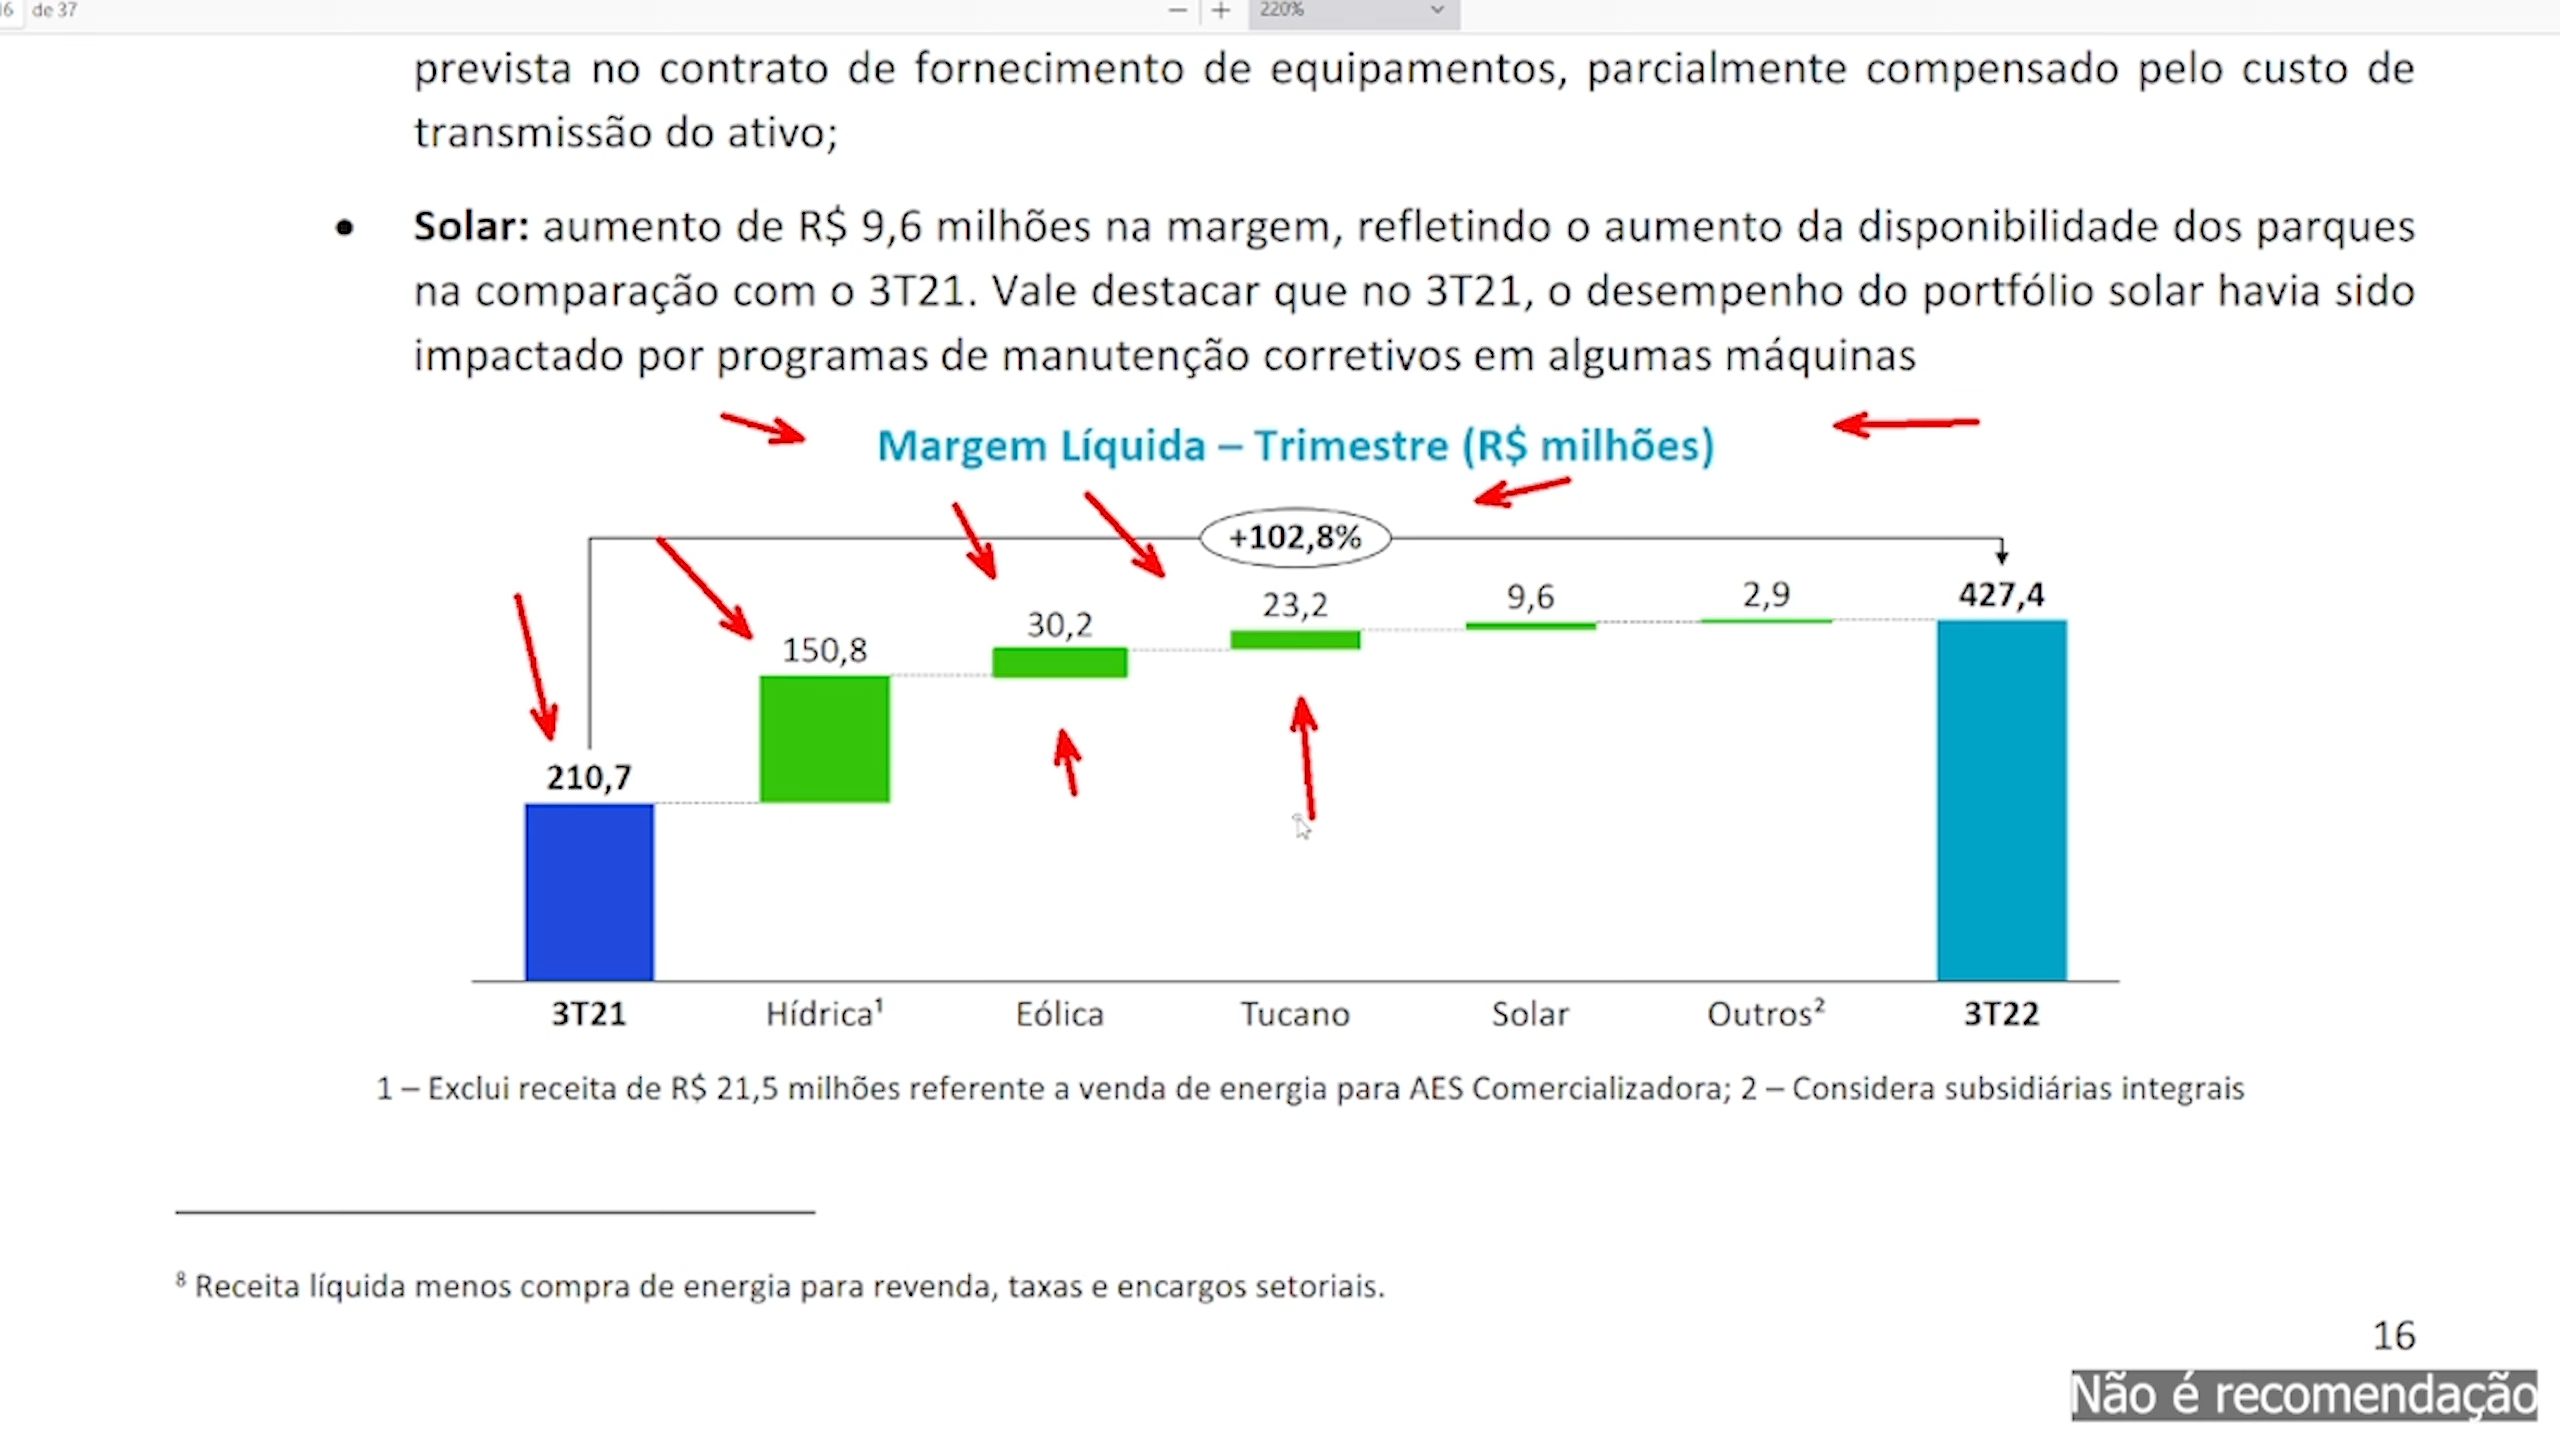 16 de 37
220%
prevista no contrato de fornecimento de equipamentos, parcialmente compensado pelo custo de
transmissão do ativo;
• Solar: aumento de R$ 9,6 milhões na margem, refletindo o aumento da disponibilidade dos parques
na comparação com o 3T21. Vale destacar que no 3T21, o desempenho do portfólio solar havia sido
impactado por programas de manutenção corretivos em algumas máquinas
Margem Líquida – Trimestre (R$ milhões)
+102,8%
210,7
150,8
30,2
23,2
9,6
2,9
427,4
3T21
Hídrica¹
Eólica
Tucano
Solar
Outros²
3T22
1 – Exclui receita de R$ 21,5 milhões referente a venda de energia para AES Comercializadora; 2 – Considera subsidiárias integrais
⁸ Receita líquida menos compra de energia para revenda, taxas e encargos setoriais.
16
Não é recomendação